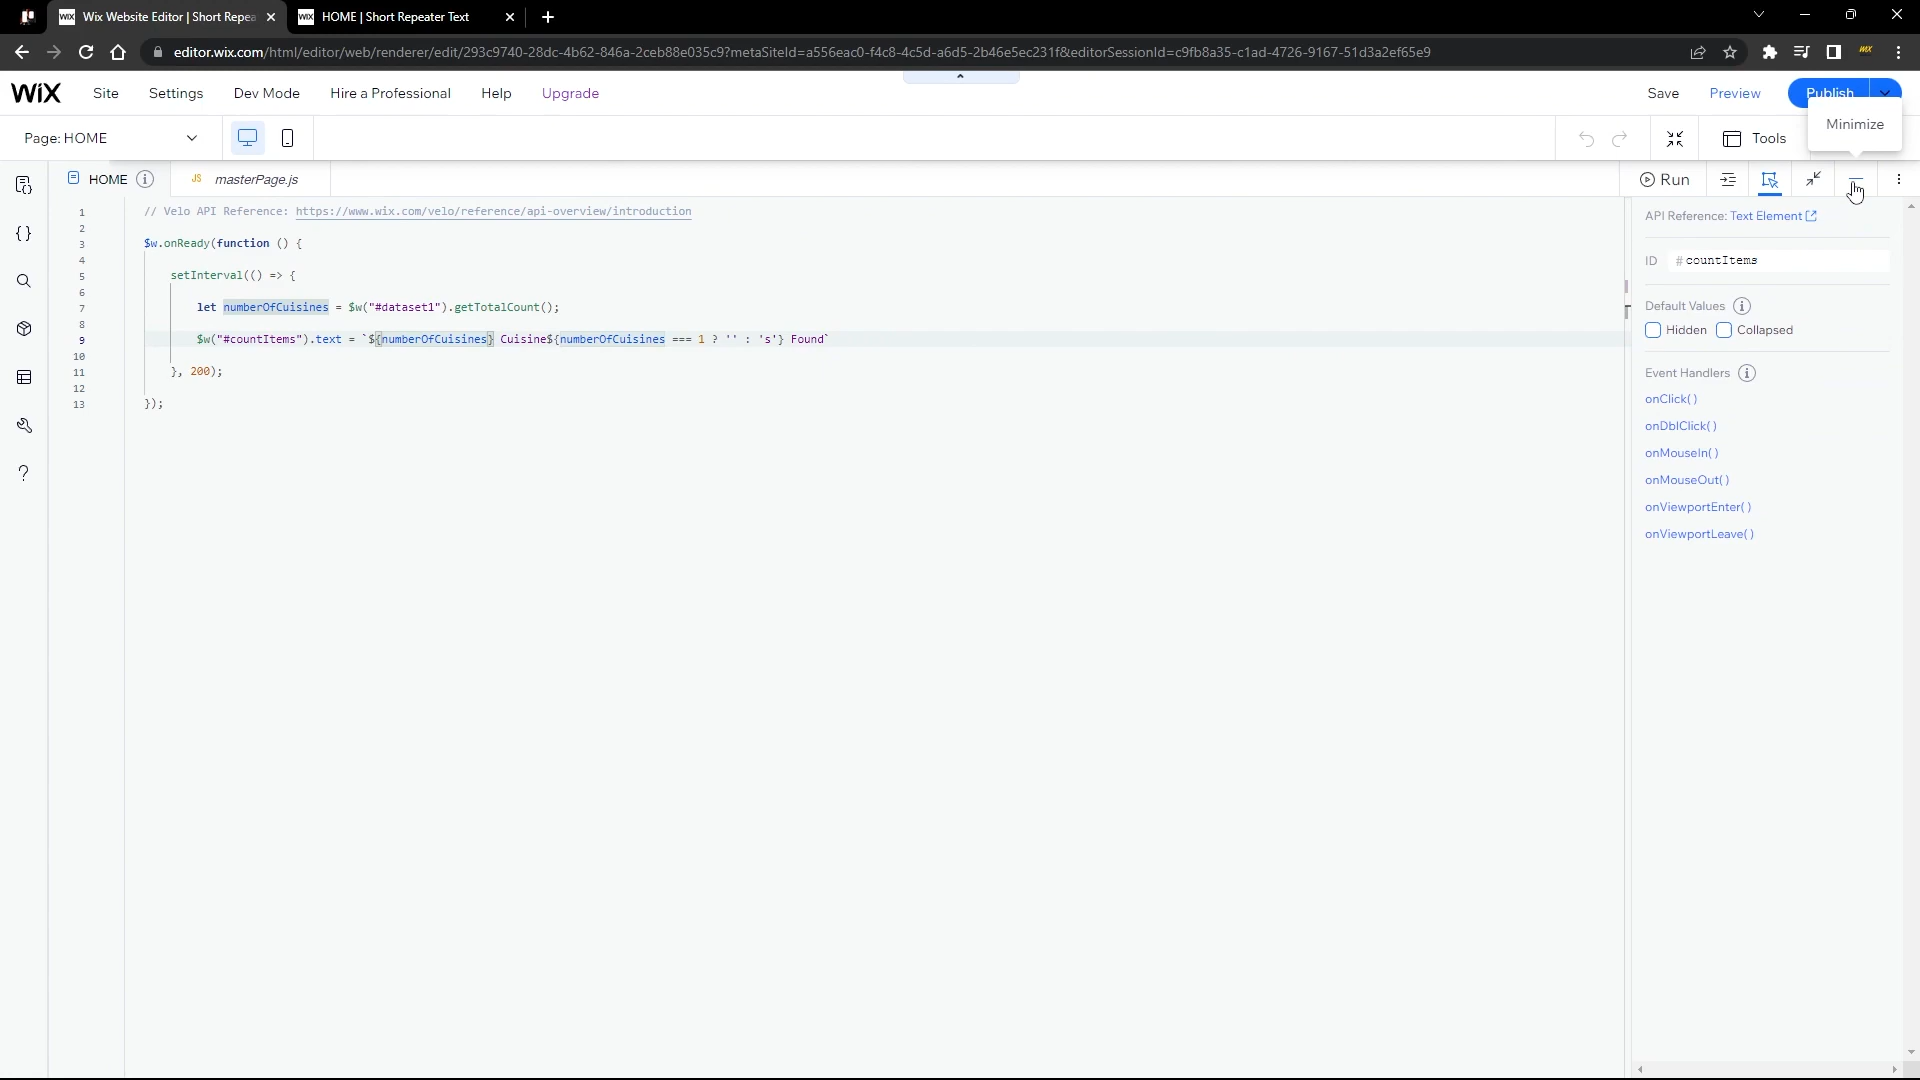 Wix Website Editor | Short Repea
HOME | Short Repeater Text
editor.wix.com/html/editor/web/renderer/edit/293c9740-28dc-4b62-846a-2ceb88e035c9?metaSiteId=a556eac0-f4c8-4c5d-a6d5-2b46e5ec231f&editorSessionId=c9fb8a35-c1ad-4726-9167-51d3a2ef65e9
WiX Site Settings Dev Mode Hire a Professional Help Upgrade Save Preview Publish
Minimize
Page: HOME Tools
HOME JS masterPage.js Run
1 // Velo API Reference: https://www.wix.com/velo/reference/api-overview/introduction
2
3 $w.onReady(function () {
4
5 setInterval(() => {
6
7 let numberOfCuisines = $w("#dataset1").getTotalCount();
8
9 $w("#countItems").text = `${numberOfCuisines} Cuisine${numberOfCuisines === 1 ? '' : 's'} Found`
10
11 }, 200);
12
13 });
API Reference: Text Element
ID # countItems
Default Values
Hidden Collapsed
Event Handlers
onClick()
onDblClick()
onMouseIn()
onMouseOut()
onViewportEnter()
onViewportLeave()